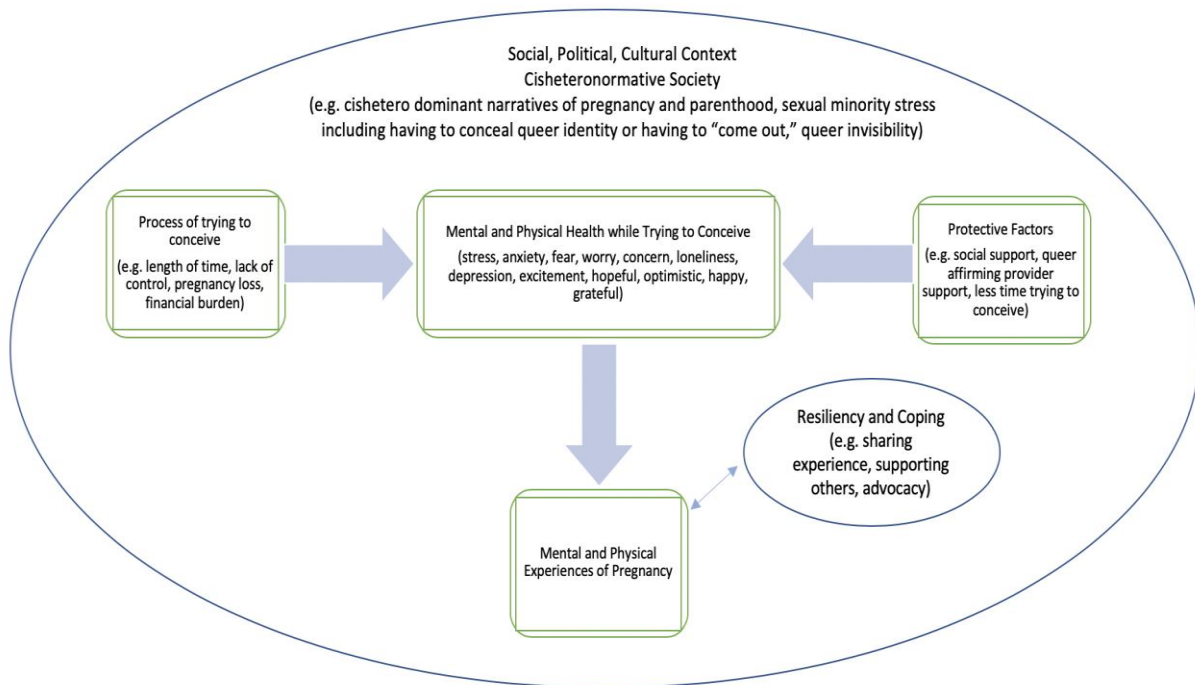 Social, Political, Cultural Context
Cisheteronormative Society
(e.g. cishetero dominant narratives of pregnancy and parenthood, sexual minority stress
including having to conceal queer identity or having to “come out,” queer invisibility)
Process of trying to
conceive
(e.g. length of time, lack of
control, pregnancy loss,
financial burden)
Mental and Physical Health while Trying to Conceive
(stress, anxiety, fear, worry, concern, loneliness,
depression, excitement, hopeful, optimistic, happy,
grateful)
Protective Factors
(e.g. social support, queer
affirming provider
support, less time trying to
conceive)
Resiliency and Coping
(e.g. sharing
experience, supporting
others, advocacy)
Mental and Physical
Experiences of Pregnancy